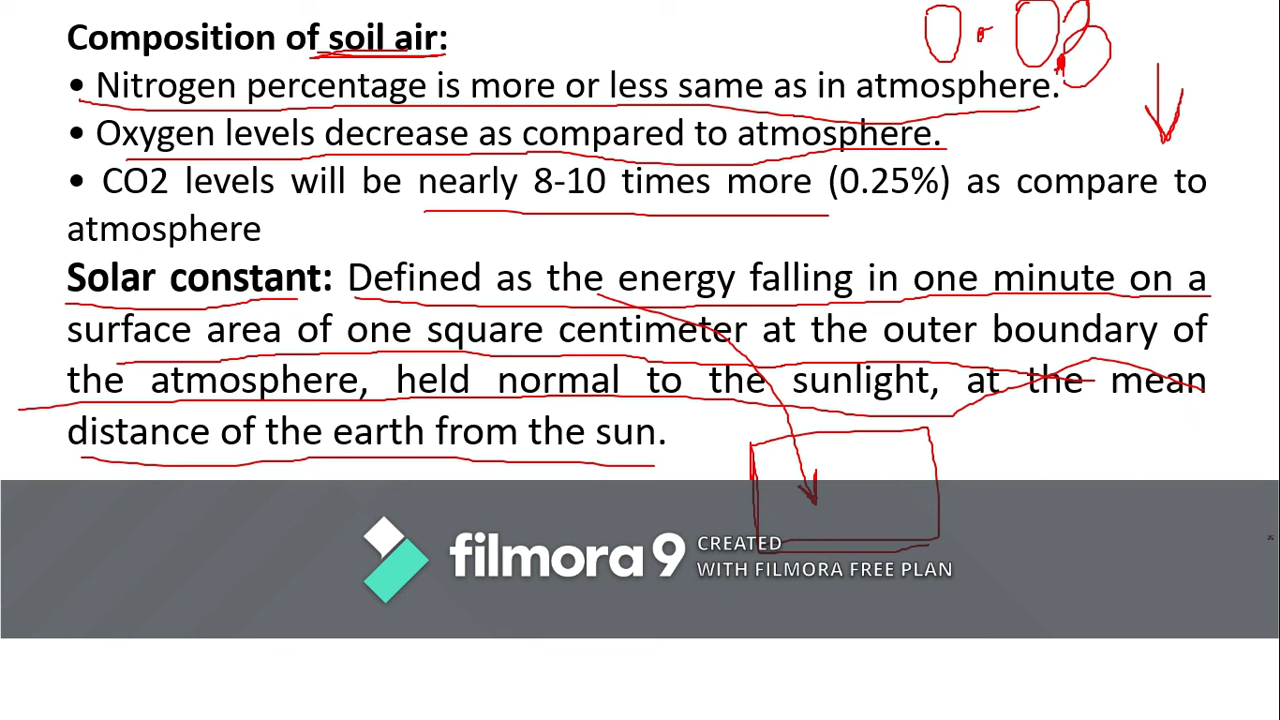 Composition of soil air:
• Nitrogen percentage is more or less same as in atmosphere.
• Oxygen levels decrease as compared to atmosphere.
• CO2 levels will be nearly 8-10 times more (0.25%) as compare to
atmosphere
Solar constant: Defined as the energy falling in one minute on a
surface area of one square centimeter at the outer boundary of
the atmosphere, held normal to the sunlight, at the mean
distance of the earth from the sun.
filmora 9 CREATED
WITH FILMORA FREE PLAN